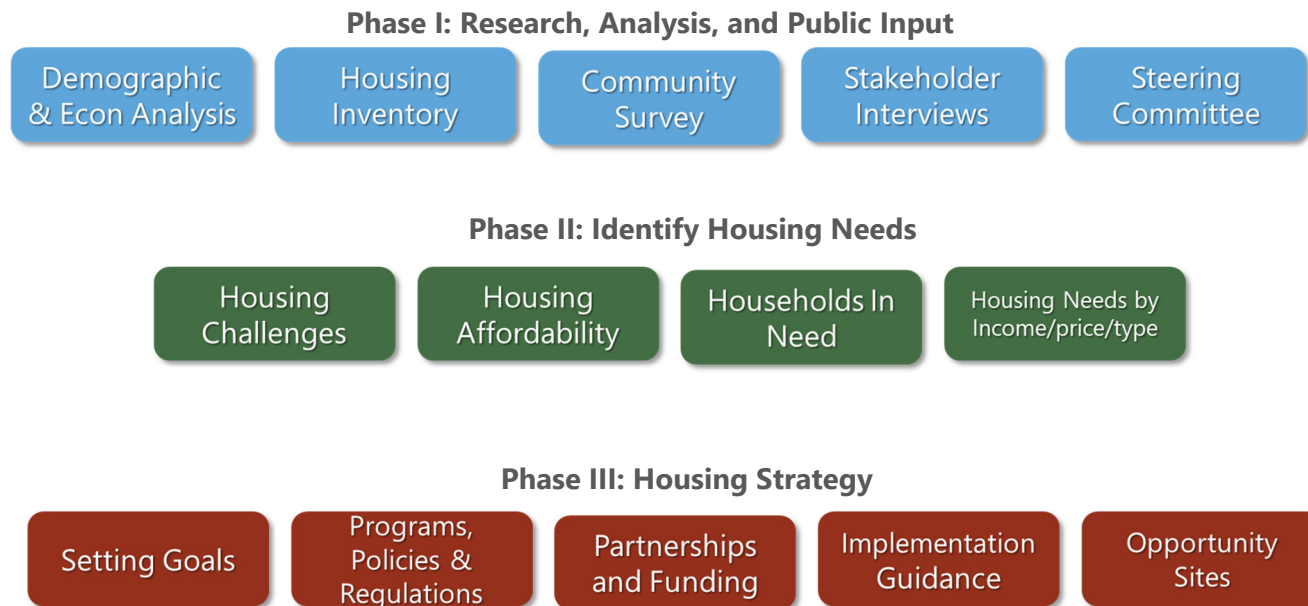 Phase I: Research, Analysis, and Public Input
Demographic
& Econ Analysis
Housing
Inventory
Community
Survey
Stakeholder
Interviews
Steering
Committee
Phase II: Identify Housing Needs
Housing
Challenges
Housing
Affordability
Households In
Need
Housing Needs by
Income/price/type
Phase III: Housing Strategy
Setting Goals
Programs,
Policies &
Regulations
Partnerships
and Funding
Implementation
Guidance
Opportunity
Sites